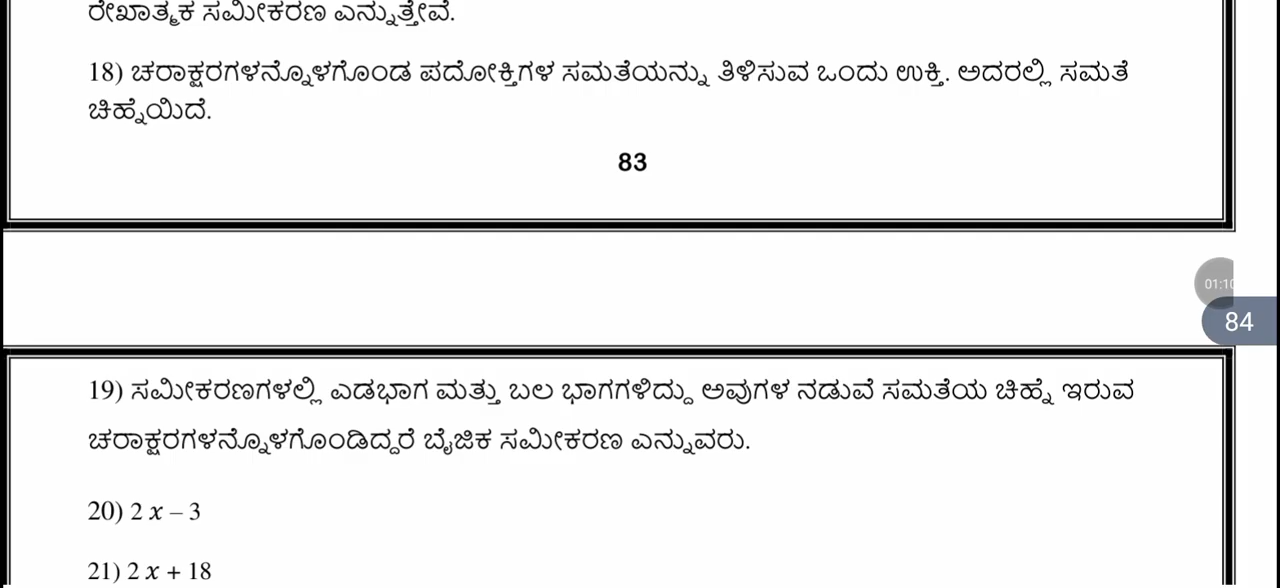 ರೇಖಾತ್ಮಕ ಸಮೀಕರಣ ಎನ್ನುತ್ತೇವೆ.
18) ಚರಾಕ್ಷರಗಳನ್ನೊಳಗೊಂಡ ಪದೋಕ್ತಿಗಳ ಸಮತೆಯನ್ನು ತಿಳಿಸುವ ಒಂದು ಉಕ್ತಿ. ಅದರಲ್ಲಿ ಸಮತೆ
ಚಿಹ್ನೆಯಿದೆ.
83
01:10
84
19) ಸಮೀಕರಣಗಳಲ್ಲಿ ಎಡಭಾಗ ಮತ್ತು ಬಲ ಭಾಗಗಳಿದ್ದು ಅವುಗಳ ನಡುವೆ ಸಮತೆಯ ಚಿಹ್ನೆ ಇರುವ
ಚರಾಕ್ಷರಗಳನ್ನೊಳಗೊಂಡಿದ್ದರೆ ಬೈಜಿಕ ಸಮೀಕರಣ ಎನ್ನುವರು.
20) 2 x – 3
21) 2 x + 18